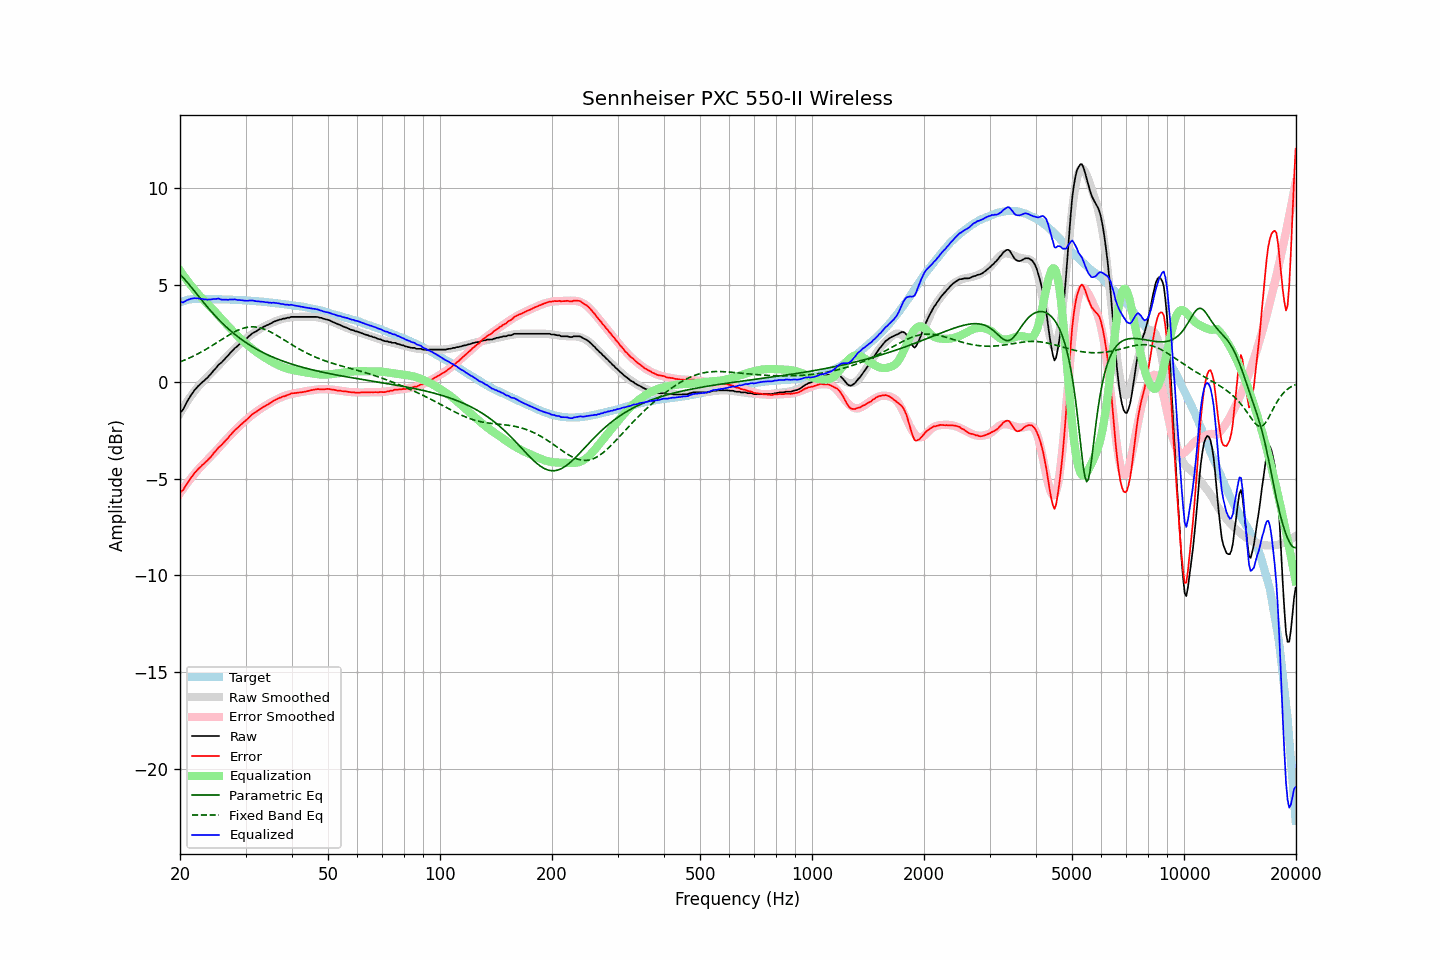 Sennheiser PXC 550-II Wireless
Amplitude (dBr)
10
5
0
−5
−10
−15
−20
Target
Raw Smoothed
Error Smoothed
Raw
Error
Equalization
Parametric Eq
Fixed Band Eq
Equalized
20 50 100 200 500 1000 2000 5000 10000 20000
Frequency (Hz)